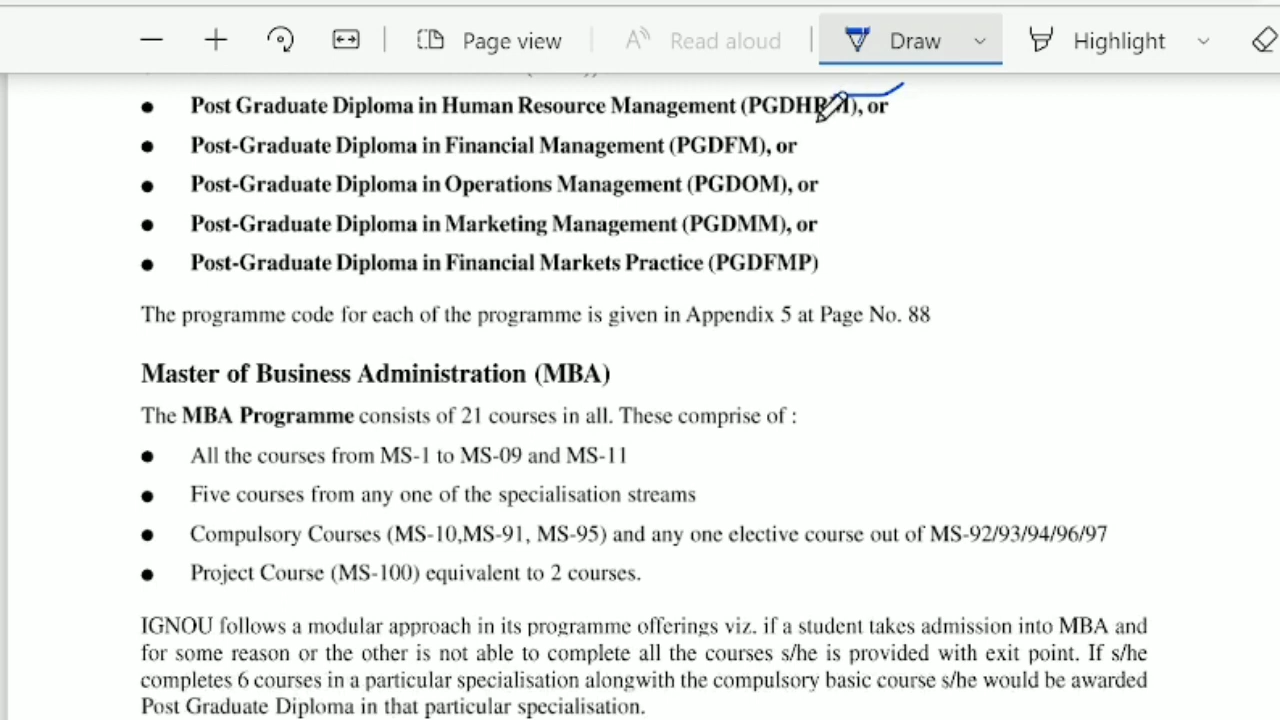 Page view
Read aloud
Draw
Highlight
● Post Graduate Diploma in Human Resource Management (PGDHRM), or
● Post-Graduate Diploma in Financial Management (PGDFM), or
● Post-Graduate Diploma in Operations Management (PGDOM), or
● Post-Graduate Diploma in Marketing Management (PGDMM), or
● Post-Graduate Diploma in Financial Markets Practice (PGDFMP)
The programme code for each of the programme is given in Appendix 5 at Page No. 88
Master of Business Administration (MBA)
The MBA Programme consists of 21 courses in all. These comprise of :
● All the courses from MS-1 to MS-09 and MS-11
● Five courses from any one of the specialisation streams
● Compulsory Courses (MS-10,MS-91, MS-95) and any one elective course out of MS-92/93/94/96/97
● Project Course (MS-100) equivalent to 2 courses.
IGNOU follows a modular approach in its programme offerings viz. if a student takes admission into MBA and
for some reason or the other is not able to complete all the courses s/he is provided with exit point. If s/he
completes 6 courses in a particular specialisation alongwith the compulsory basic course s/he would be awarded
Post Graduate Diploma in that particular specialisation.